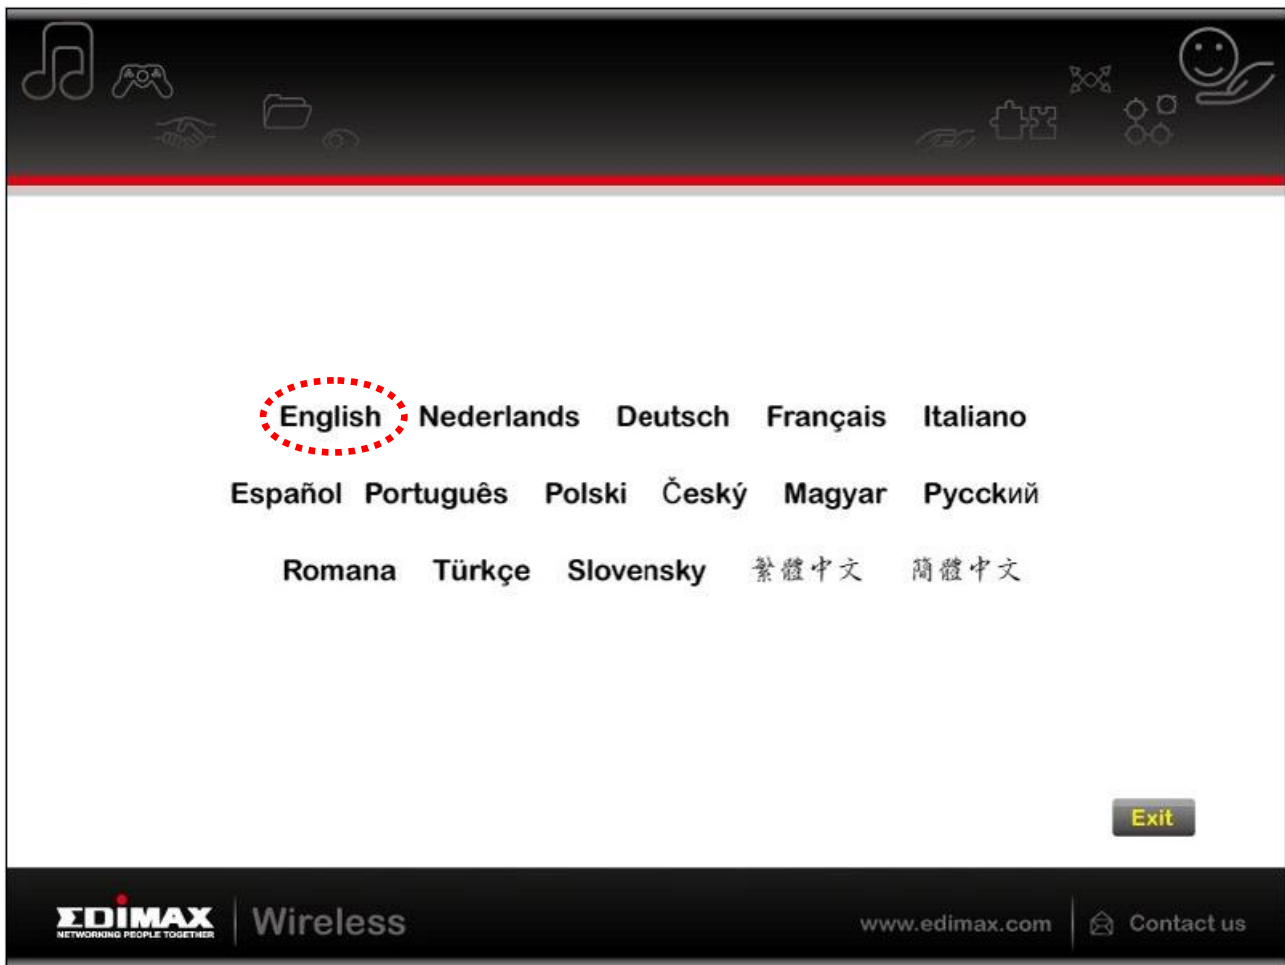 English Nederlands Deutsch Français Italiano
Español Português Polski Český Magyar Pycckий
Romana Türkçe Slovensky 繁體中文 簡體中文
Exit
EDIMAX
NETWORKING PEOPLE TOGETHER
Wireless
www.edimax.com
Contact us